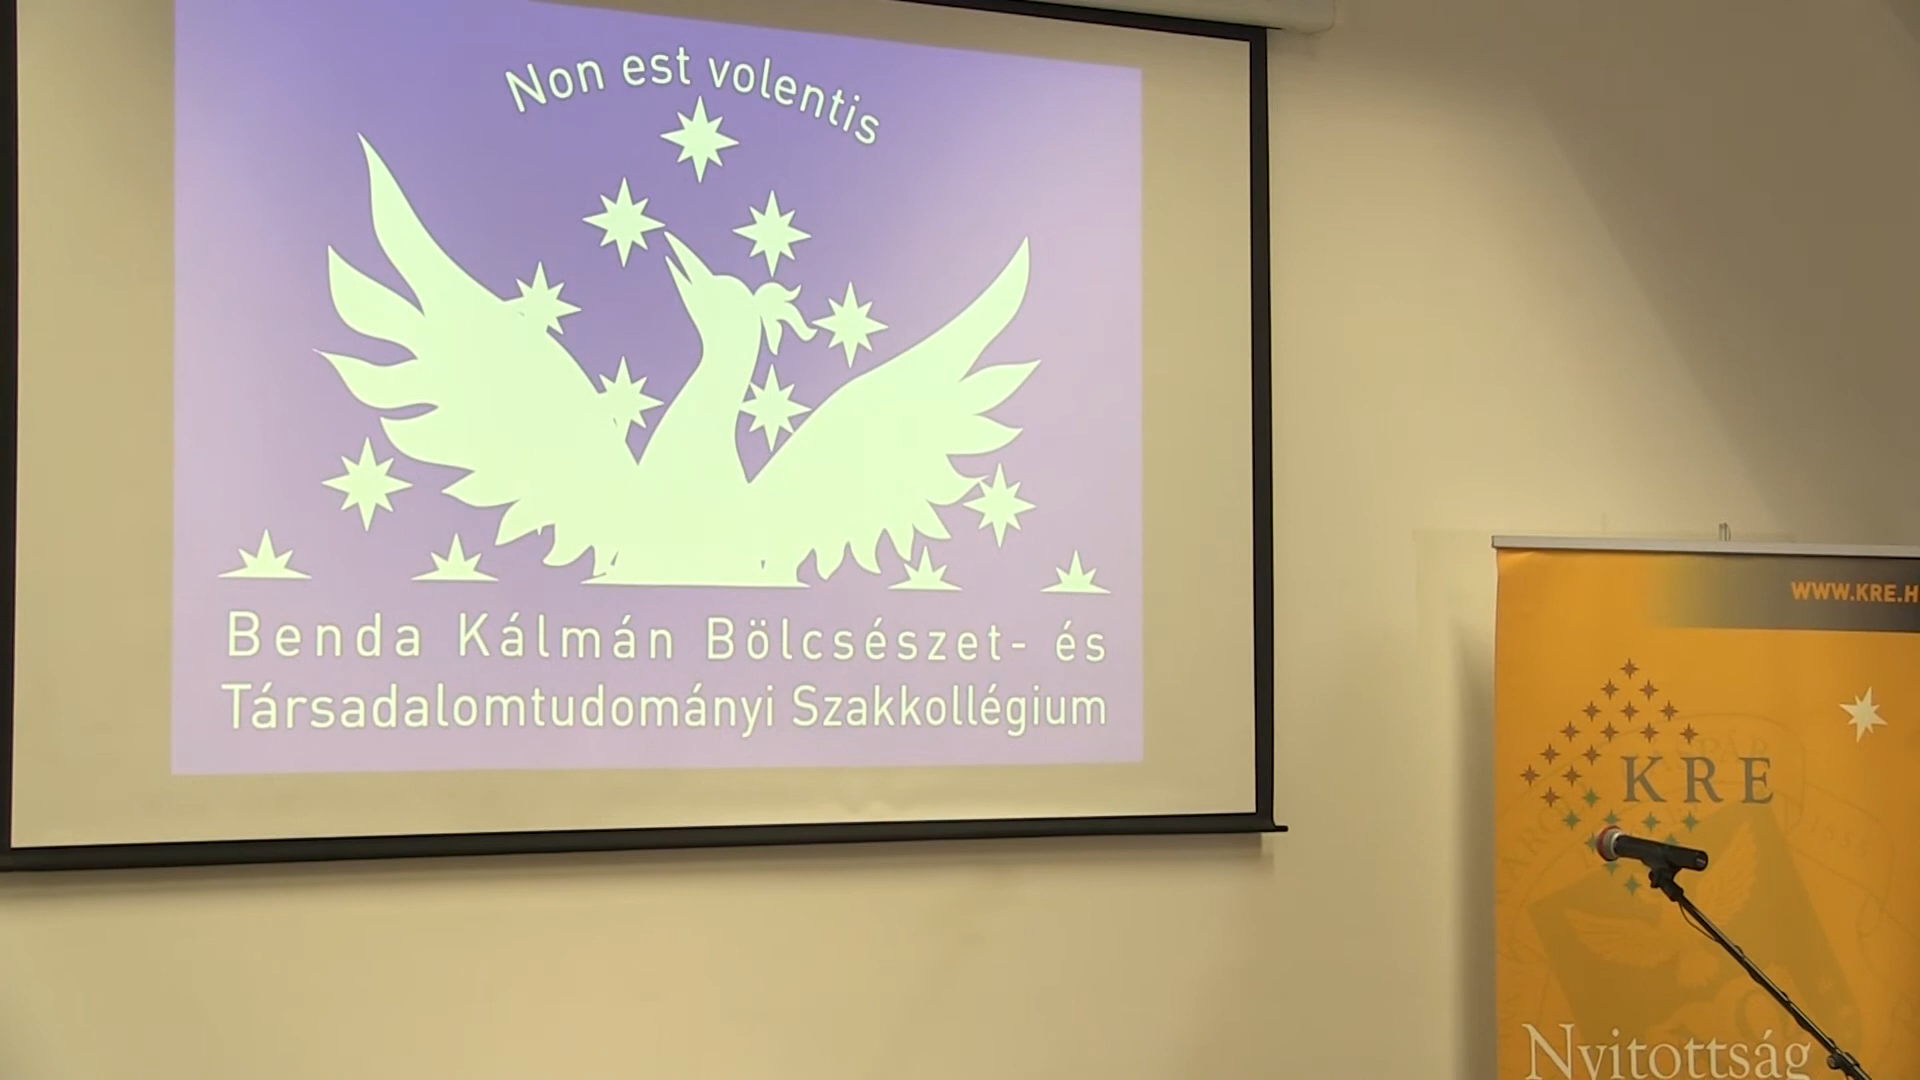 Non est volentis
Benda Kálmán Bölcsészet- és
Társadalomtudományi Szakkollégium
WWW.KRE.H
KRE
Nyitottság